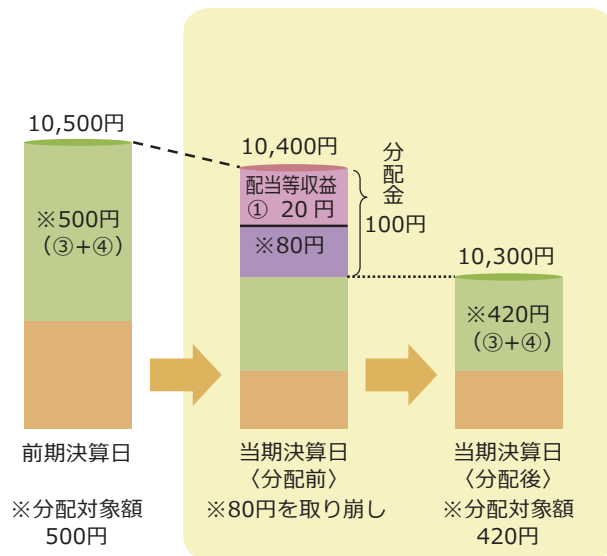 10,500円
※500円
（③+④）
前期決算日
※分配対象額
500円
10,400円
配当等収益
① 20円
※80円
分配金
100円
当期決算日
〈分配前〉
※80円を取り崩し
10,300円
※420円
（③+④）
当期決算日
〈分配後〉
※分配対象額
420円